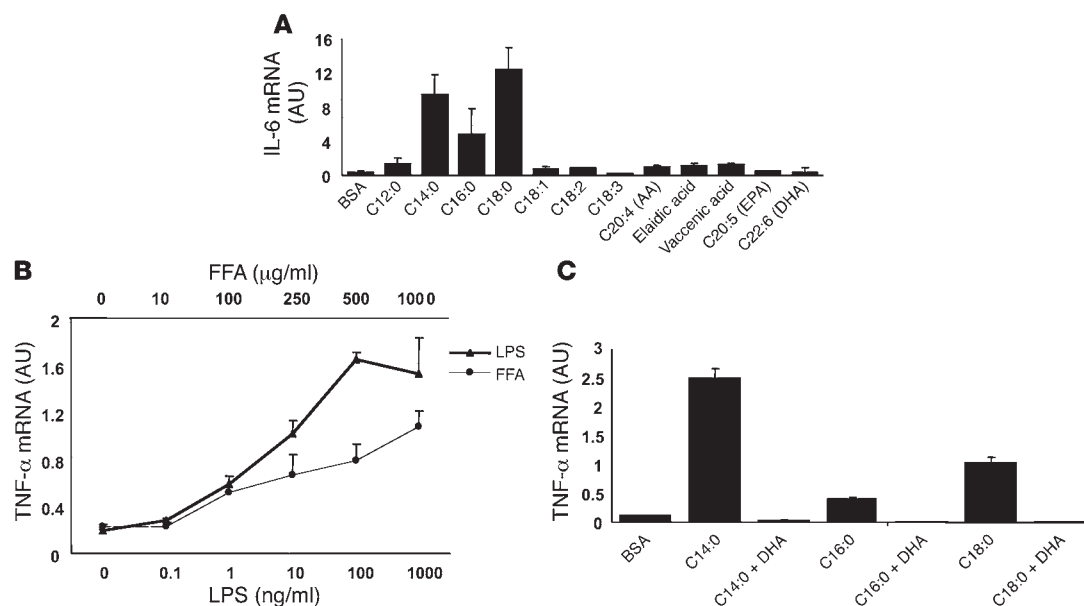 A
IL-6 mRNA
(AU)
16
12
8
4
0
BSA
C12:0
C14:0
C16:0
C18:0
C18:1
C18:2
C18:3
C20:4 (AA)
Elaidic acid
Vaccenic acid
C20:5 (EPA)
C22:6 (DHA)
B
FFA (μg/ml)
0 10 100 250 500 1000
TNF-α mRNA (AU)
2
1.6
1.2
0.8
0.4
0
LPS
FFA
0 0.1 1 10 100 1000
LPS (ng/ml)
C
TNF-α mRNA (AU)
3
2.5
2
1.5
1
0.5
0
BSA
C14:0
C14:0 + DHA
C16:0
C16:0 + DHA
C18:0
C18:0 + DHA